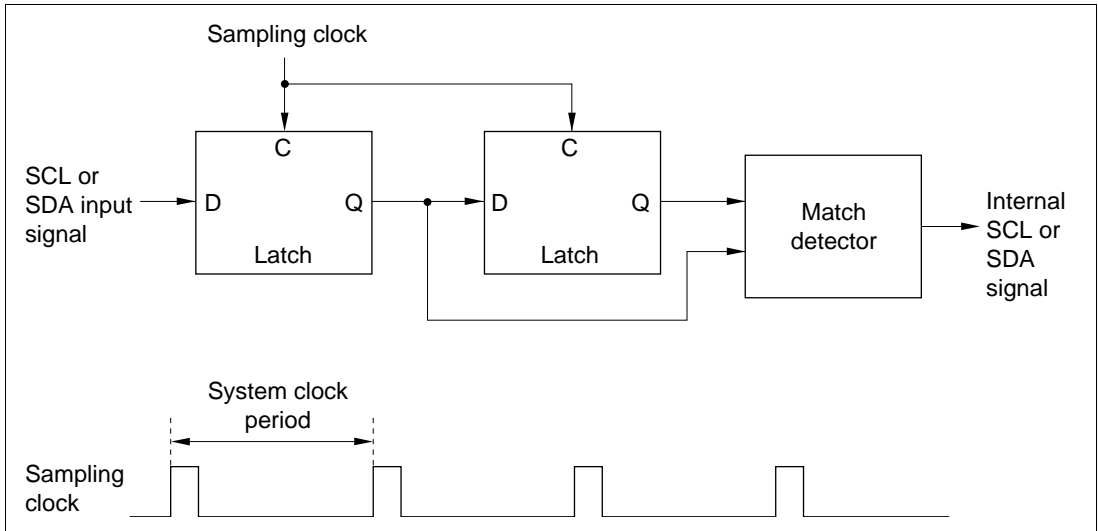 Sampling clock
C
C
SCL or
SDA input
signal
D
Q
Latch
D
Q
Latch
Match
detector
Internal
SCL or
SDA
signal
System clock
period
Sampling
clock